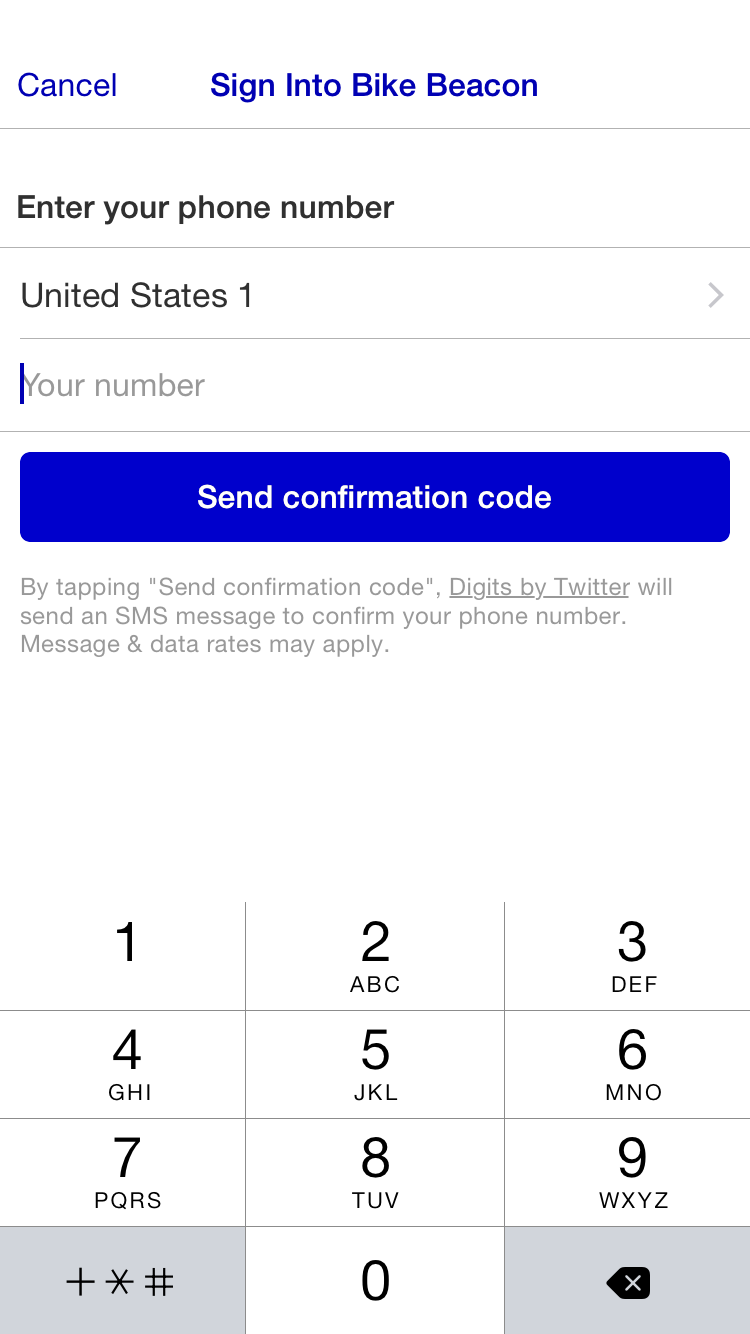 Cancel Sign Into Bike Beacon
Enter your phone number
United States 1
Your number
Send confirmation code
By tapping "Send confirmation code", Digits by Twitter will
send an SMS message to confirm your phone number.
Message & data rates may apply.
1 2 3
ABC DEF
4 5 6
GHI JKL MNO
7 8 9
PQRS TUV WXYZ
+*# 0